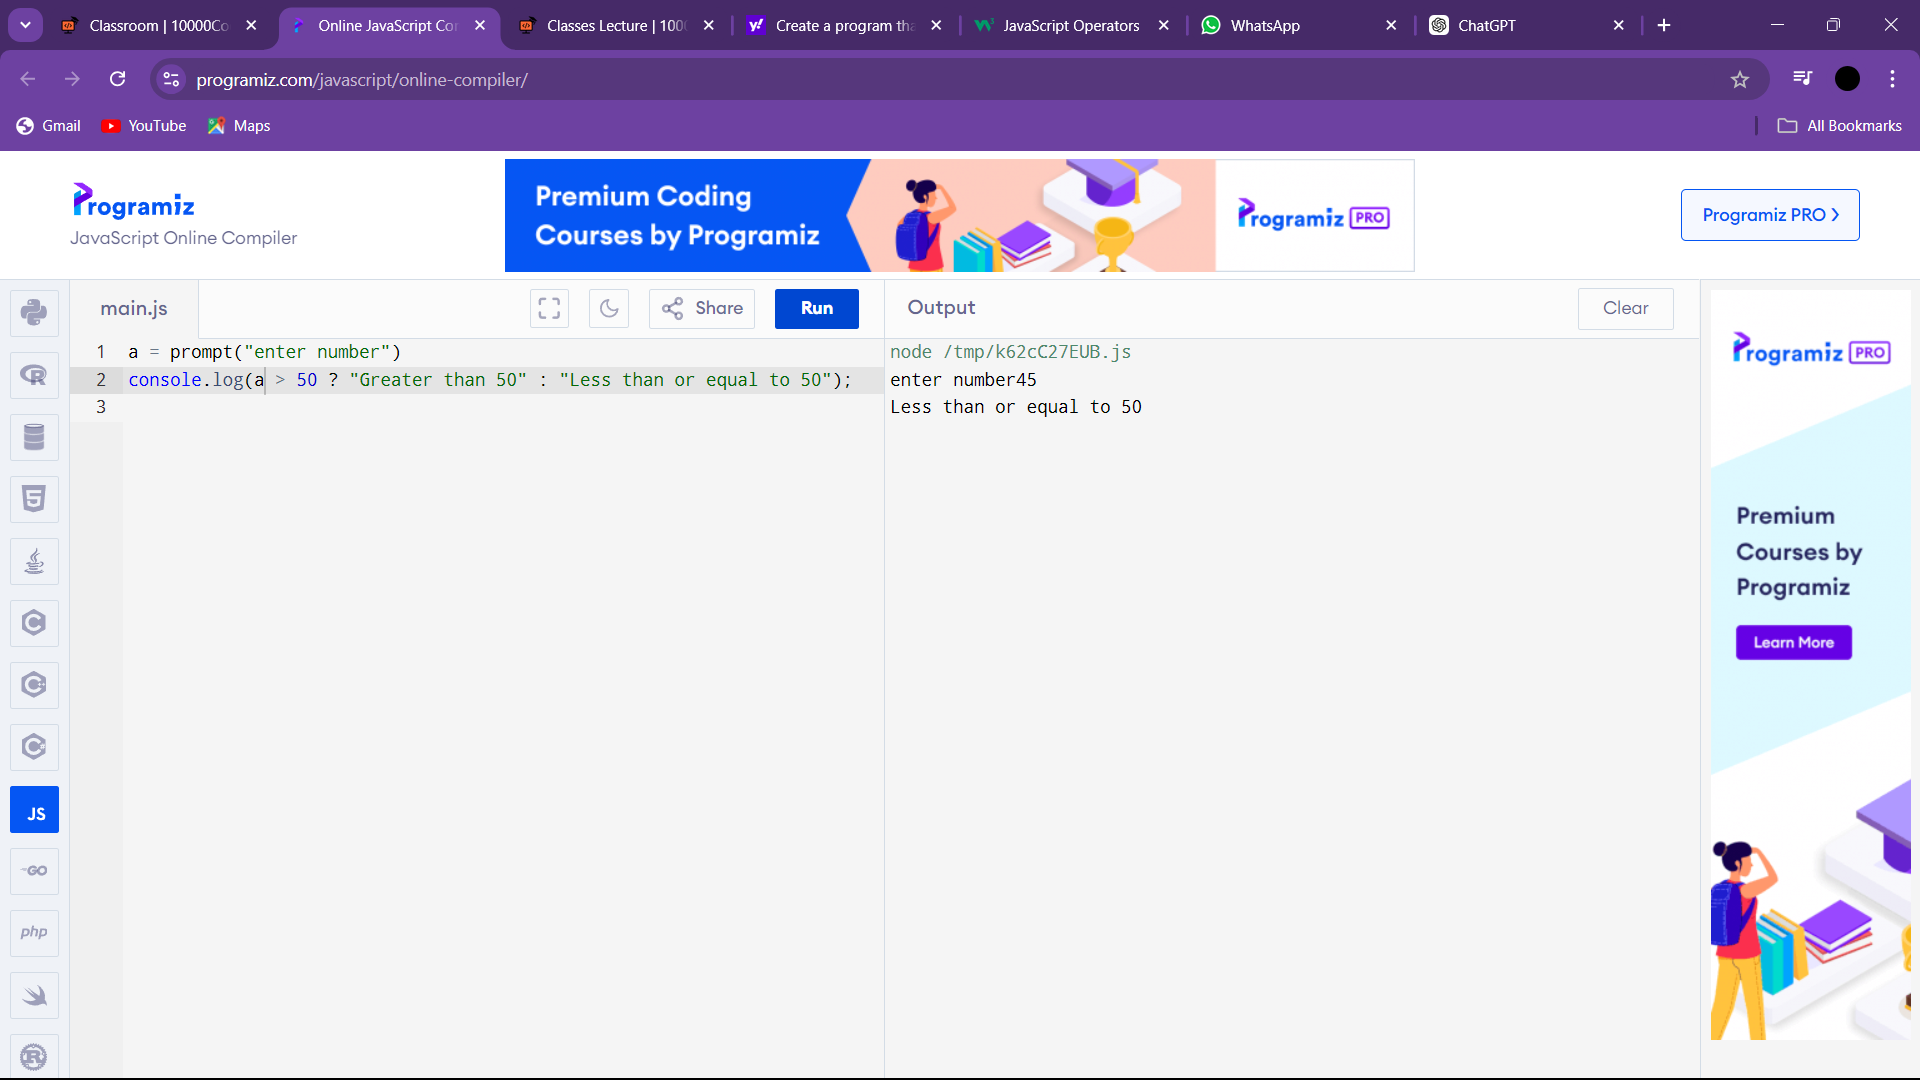 Classroom | 10000Co
Online JavaScript Con
Classes Lecture | 100
Create a program tha
JavaScript Operators
WhatsApp
ChatGPT
programiz.com/javascript/online-compiler/
Gmail
YouTube
Maps
All Bookmarks
Programiz
JavaScript Online Compiler
Premium Coding
Courses by Programiz
Programiz PRO
Programiz PRO >
main.js
Share
Run
Output
Clear
1 a = prompt("enter number")
2 console.log(a > 50 ? "Greater than 50" : "Less than or equal to 50");
3
node /tmp/k62cC27EUB.js
enter number45
Less than or equal to 50
JS
GO
php
Programiz PRO
Premium
Courses by
Programiz
Learn More